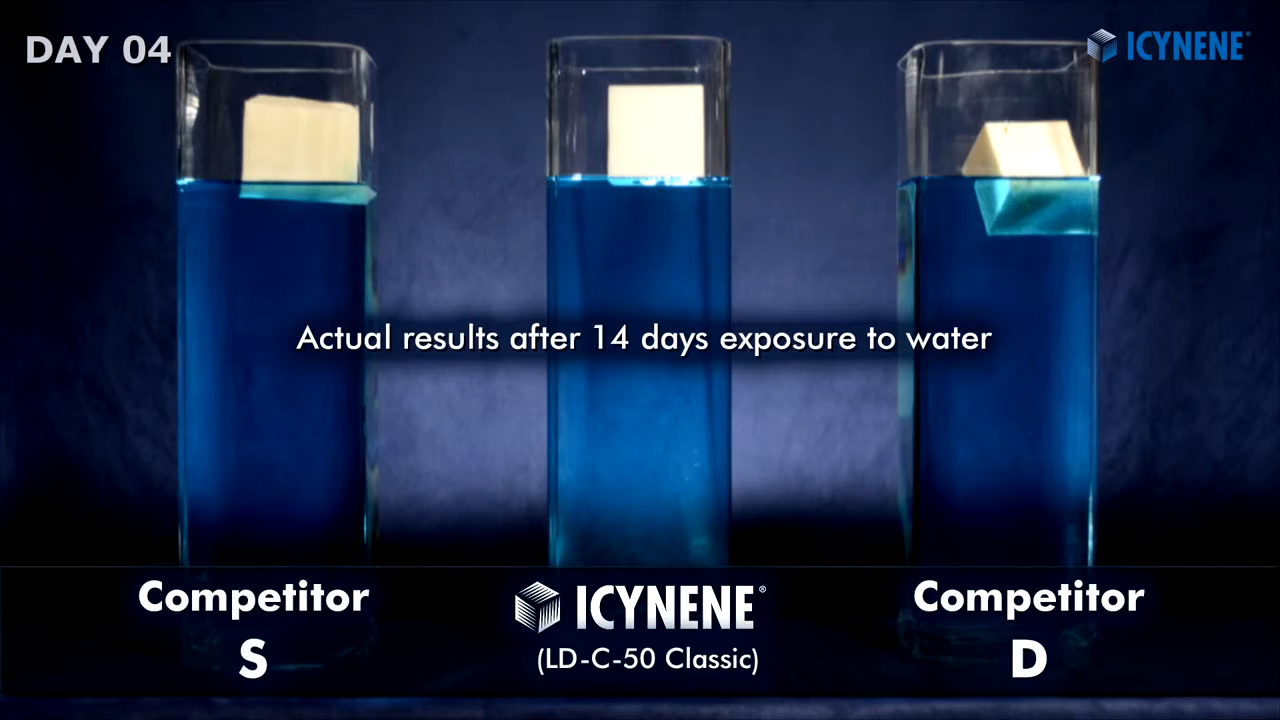 DAY 04
ICYNENE®
Actual results after 14 days exposure to water
Competitor
S
ICYNENE®
(LD-C-50 Classic)
Competitor
D